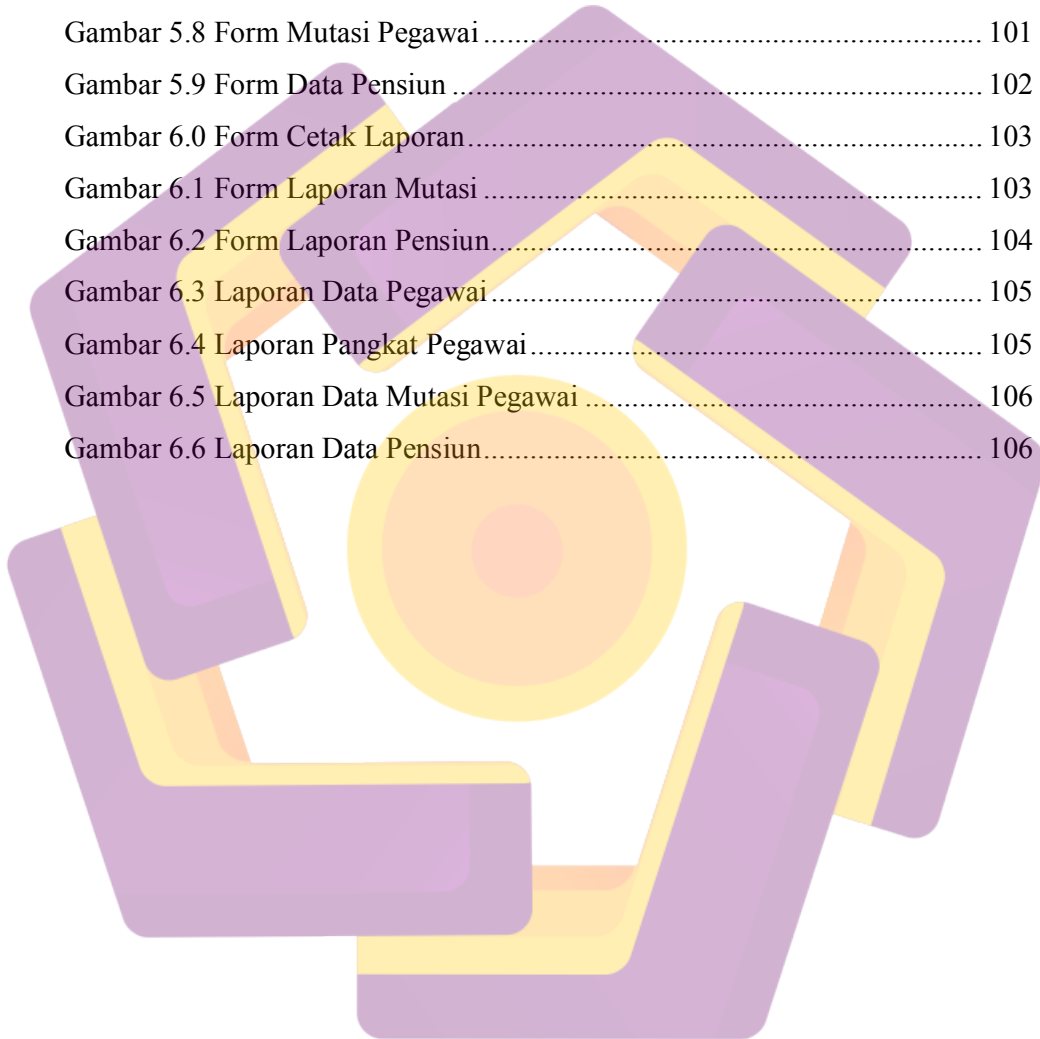 Gambar 5.8 Form Mutasi Pegawai ................................................................ 101
Gambar 5.9 Form Data Pensiun .................................................................... 102
Gambar 6.0 Form Cetak Laporan .................................................................. 103
Gambar 6.1 Form Laporan Mutasi ................................................................ 103
Gambar 6.2 Form Laporan Pensiun ............................................................... 104
Gambar 6.3 Laporan Data Pegawai ............................................................... 105
Gambar 6.4 Laporan Pangkat Pegawai .......................................................... 105
Gambar 6.5 Laporan Data Mutasi Pegawai ................................................... 106
Gambar 6.6 Laporan Data Pensiun ................................................................ 106